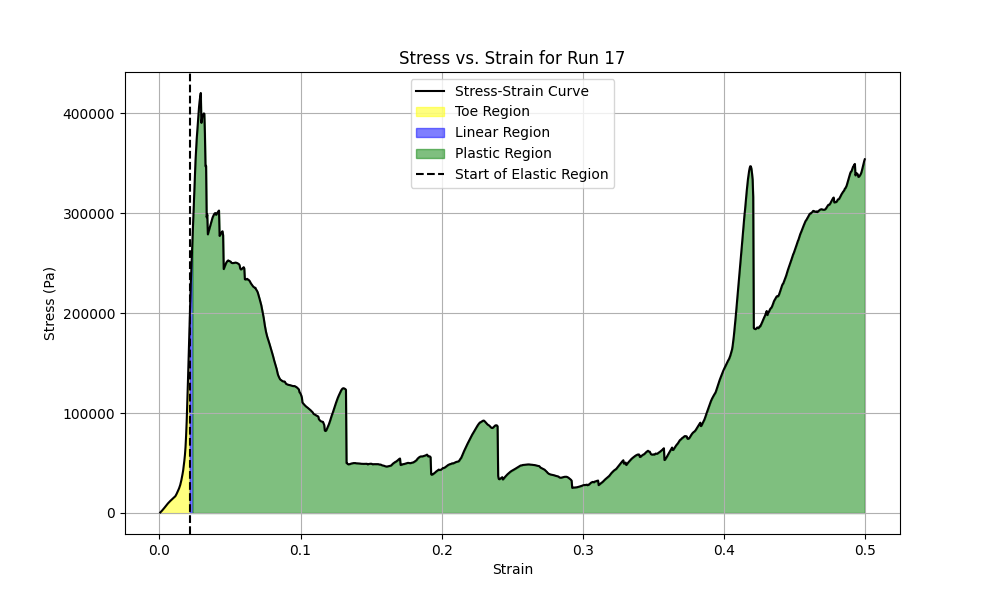 Stress vs. Strain for Run 17
Stress-Strain Curve
Toe Region
Linear Region
Plastic Region
Start of Elastic Region
400000
300000
200000
100000
0
Stress (Pa)
0.0
0.1
0.2
0.3
0.4
0.5
Strain